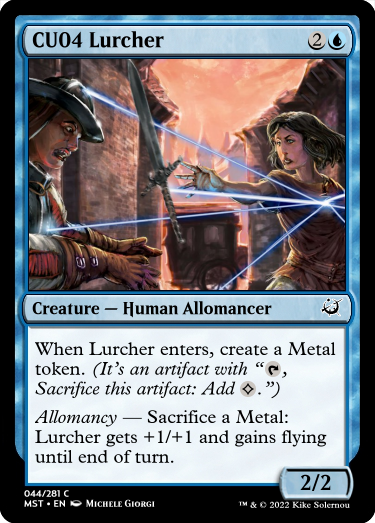 CU04 Lurcher
2
Creature — Human Allomancer
When Lurcher enters, create a Metal
token. (It's an artifact with “
,
Sacrifice this artifact: Add
.”)
Allomancy — Sacrifice a Metal:
Lurcher gets +1/+1 and gains flying
until end of turn.
2/2
044/281 C
MST • EN Michele Giorgi
™ & © 2022 Kike Solernou